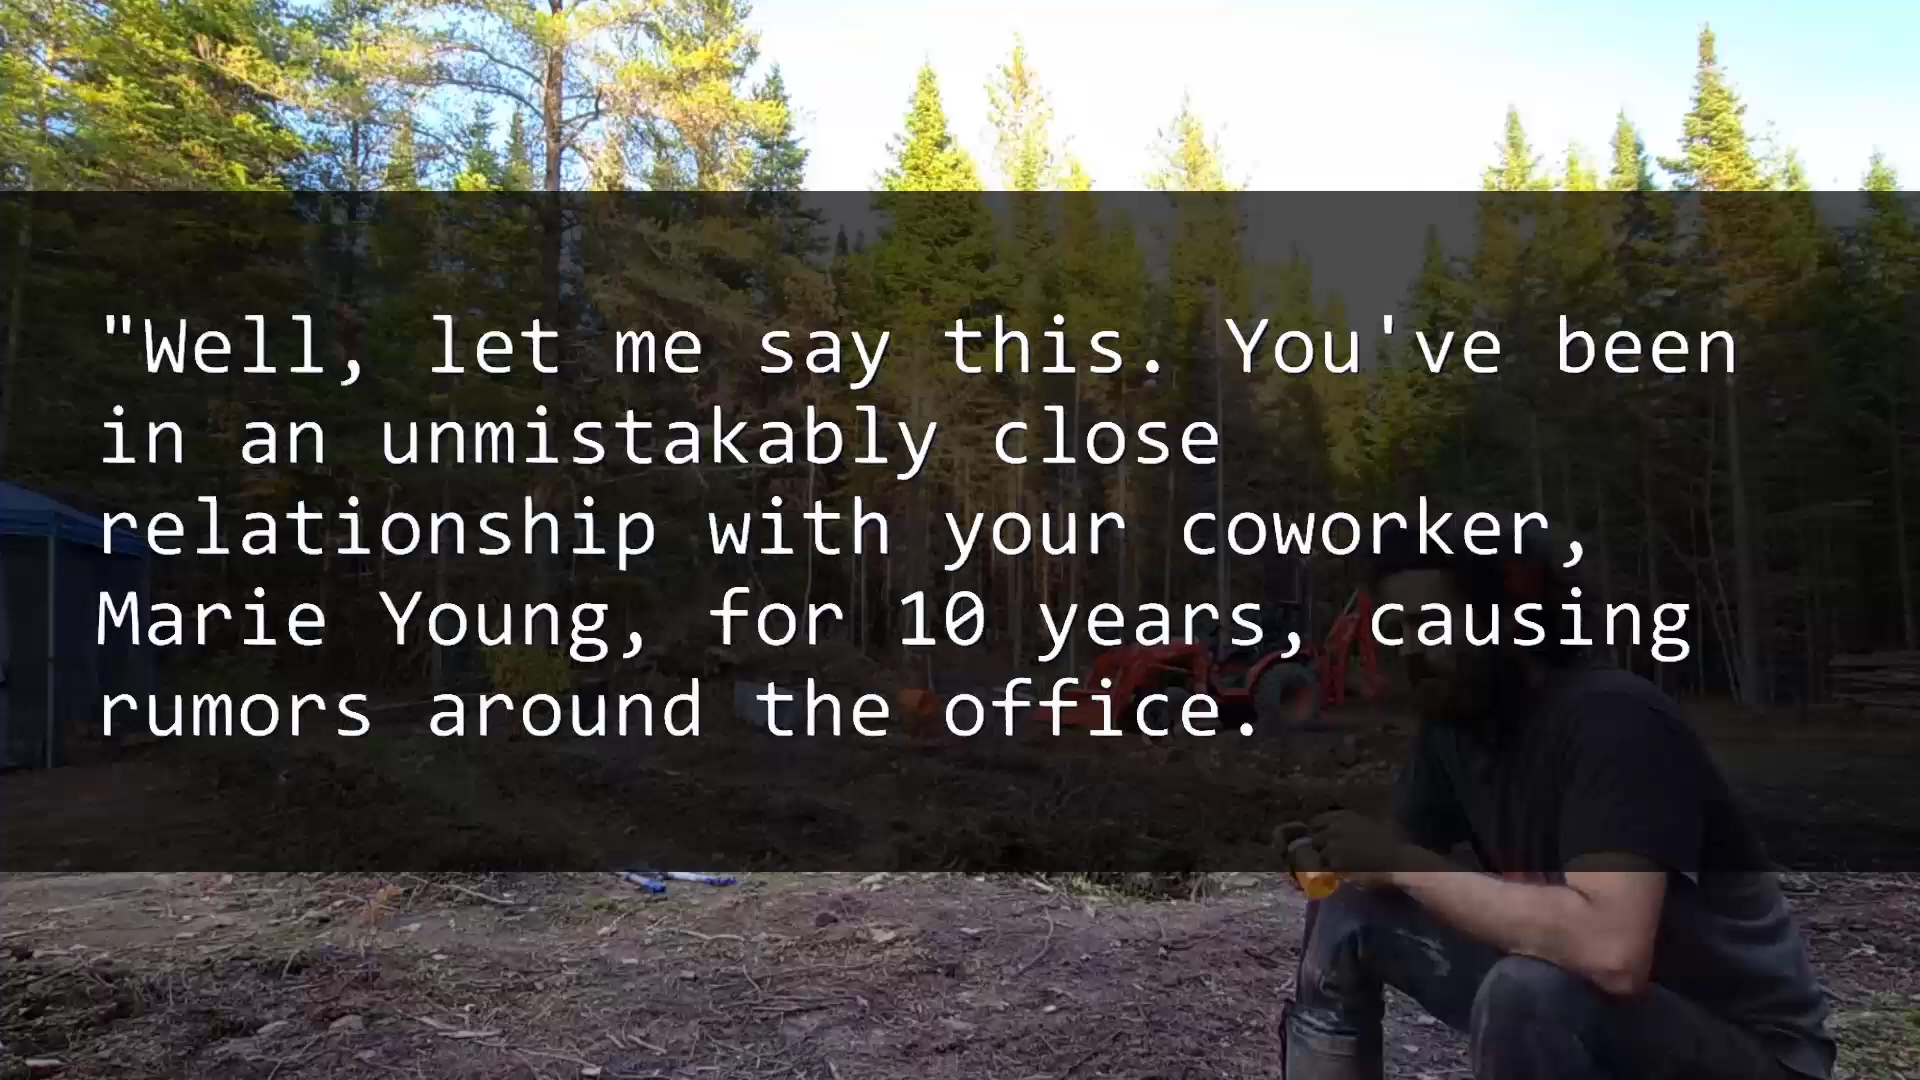 "Well, let me say this. You've been
in an unmistakably close
relationship with your coworker,
Marie Young, for 10 years, causing
rumors around the office.